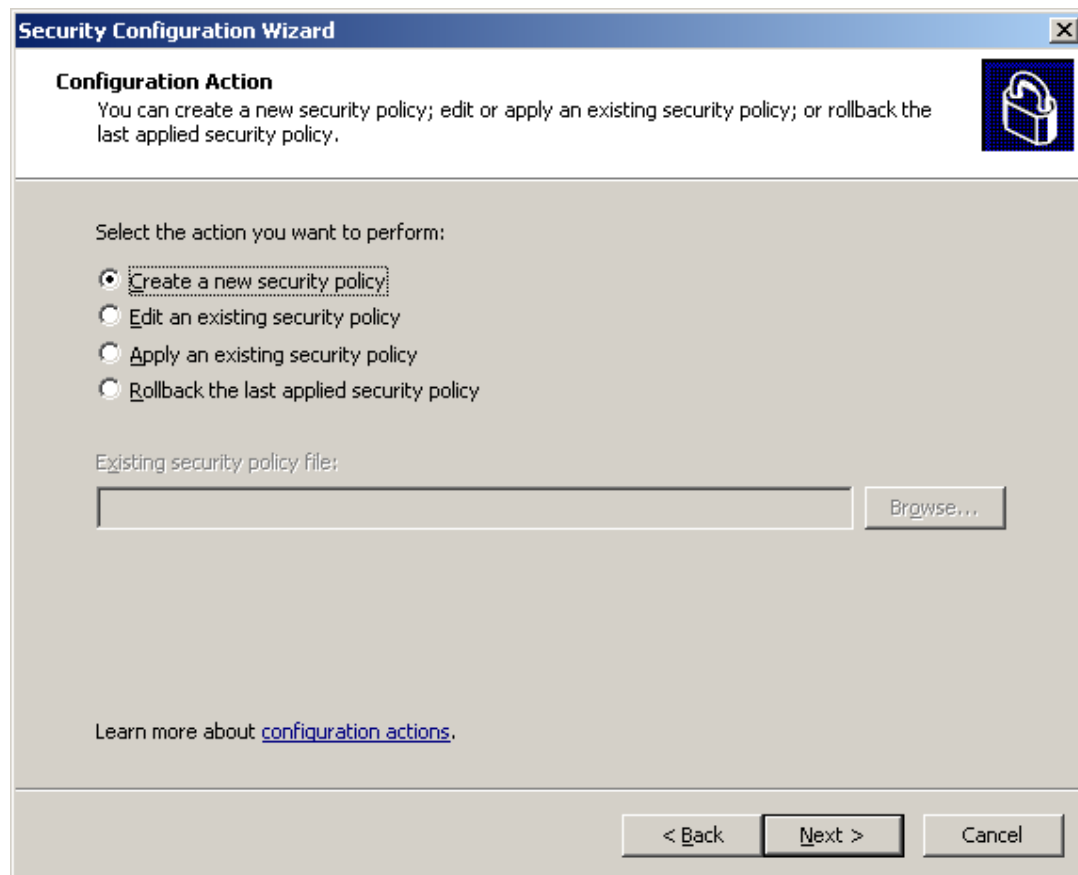 Security Configuration Wizard
Configuration Action
You can create a new security policy; edit or apply an existing security policy; or rollback the
last applied security policy.
Select the action you want to perform:
Create a new security policy
Edit an existing security policy
Apply an existing security policy
Rollback the last applied security policy
Existing security policy file:
Browse...
Learn more about configuration actions.
< Back Next > Cancel